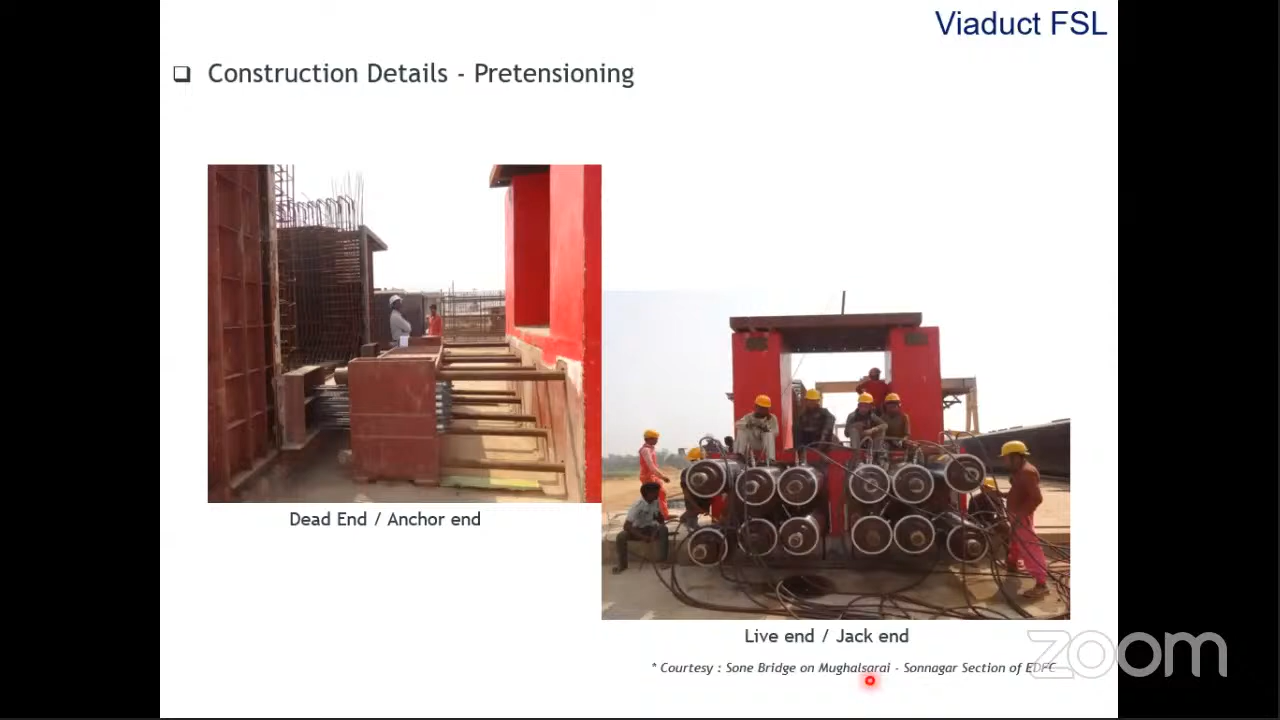 Viaduct FSL
Construction Details - Pretensioning
Dead End / Anchor end
Live end / Jack end
* Courtesy : Sone Bridge on Mughalsarai - Sonnagar Section of EDFC
zoom